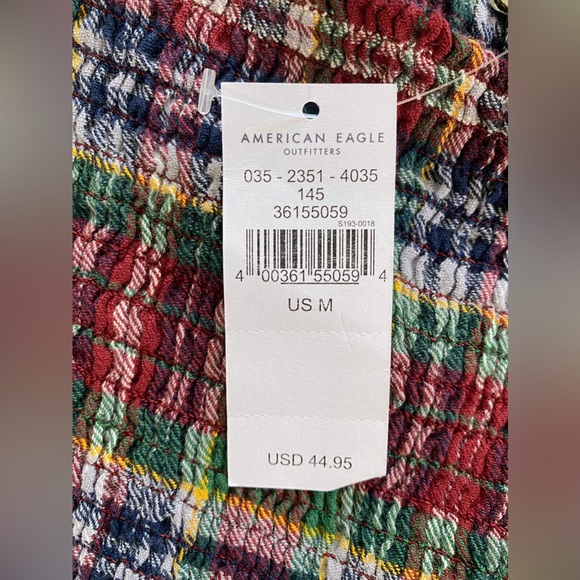 AMERICAN EAGLE
OUTFITTERS
035 - 2351 - 4035
145
36155059
S193-0018
4 00361 55059 4
US M
USD 44.95